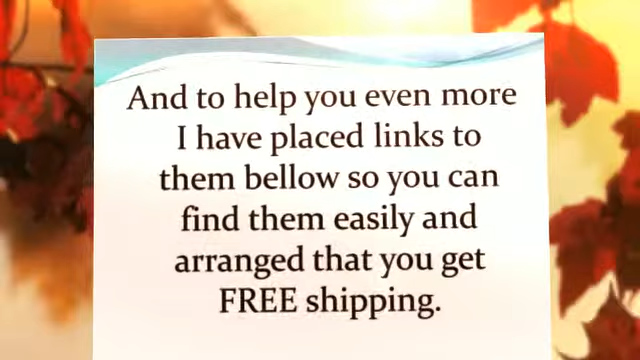 And to help you even more
I have placed links to
them bellow so you can
find them easily and
arranged that you get
FREE shipping.